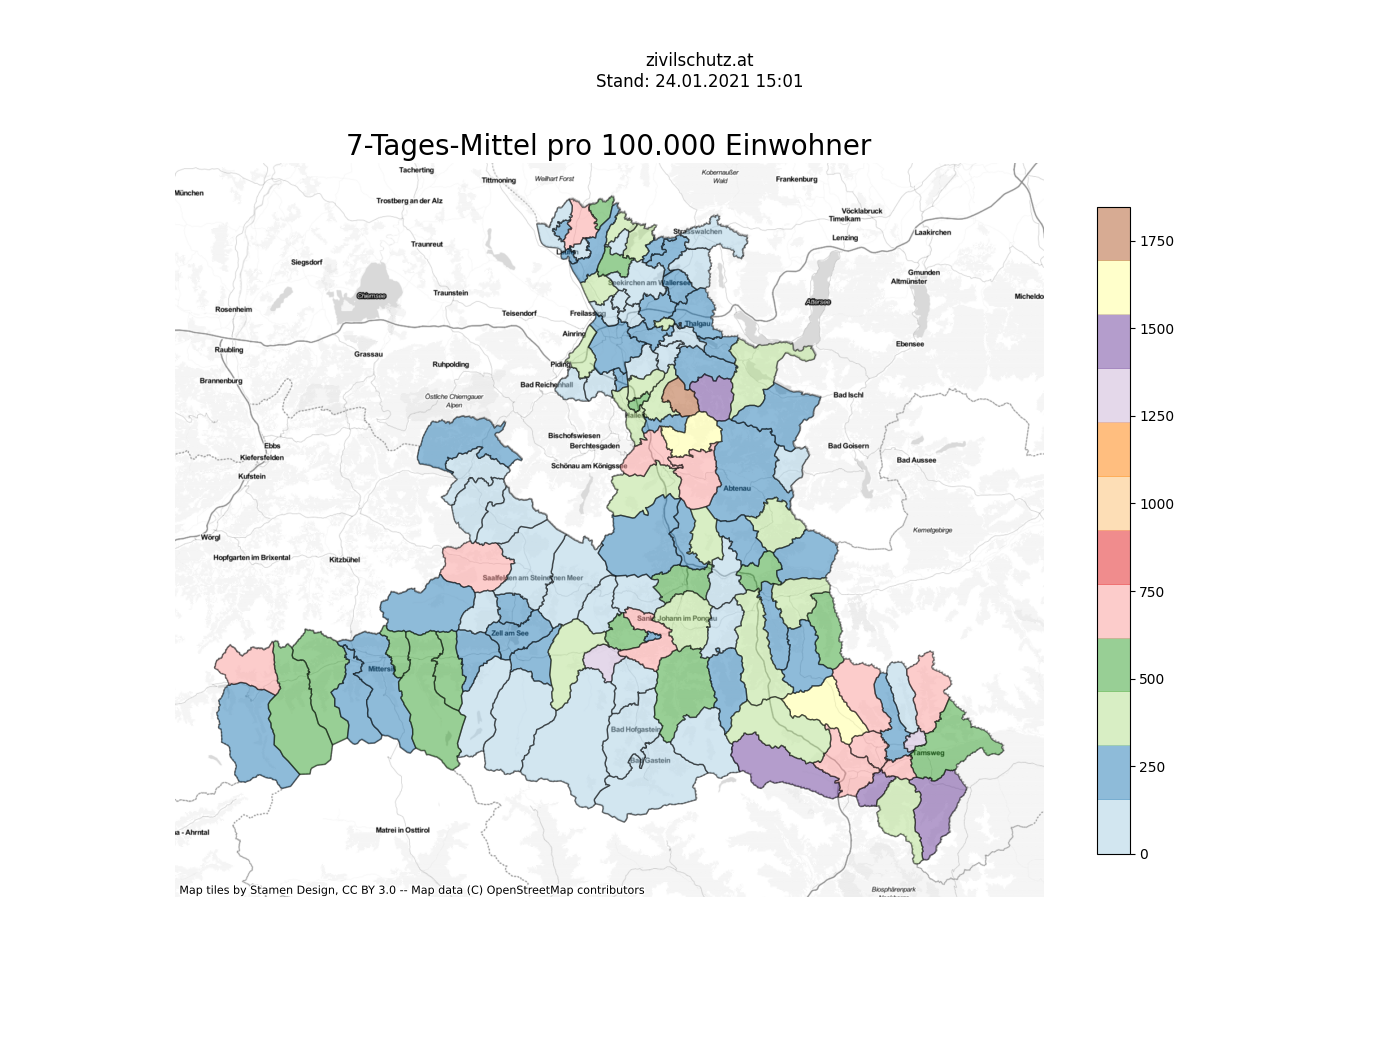 zivilschutz.at
Stand: 24.01.2021 15:01
7-Tages-Mittel pro 100.000 Einwohner
Tacherting
Tittmoning
Weilhart Forst
Kobernaußer
Wald
Frankenburg
München
Trostberg an der Alz
Vöcklabruck
Timelkam
Laakirchen
Strasswalchen
Lenzing
Traunreut
Siegsdorf
Gmunden
Altmünster
Seekirchen am Wallersee
Chiemsee
Traunstein
Attersee
Micheldo
Rosenheim
Teisendorf
Freilassing
Thalgau
Ainring
Ebensee
Raubling
Grassau
Ruhpolding
Piding
Brannenburg
Bad Reichenhall
Bad Ischl
Östliche Chiemgauer
Alpen
Hallein
Bischofswiesen
Berchtesgaden
Bad Goisern
Ebbs
Kiefersfelden
Schönau am Königssee
Bad Aussee
Kufstein
Abtenau
Kemetgebirge
Wörgl
Hopfgarten im Brixental
Kitzbühel
Saalfelden am Steinernen Meer
Sankt Johann im Pongau
Zell am See
Mittersill
Bad Hofgastein
Bad Gastein
Tamsweg
Matrei in Osttirol
a - Ahrntal
Biosphärenpark
Map tiles by Stamen Design, CC BY 3.0 -- Map data (C) OpenStreetMap contributors
1750
1500
1250
1000
750
500
250
0